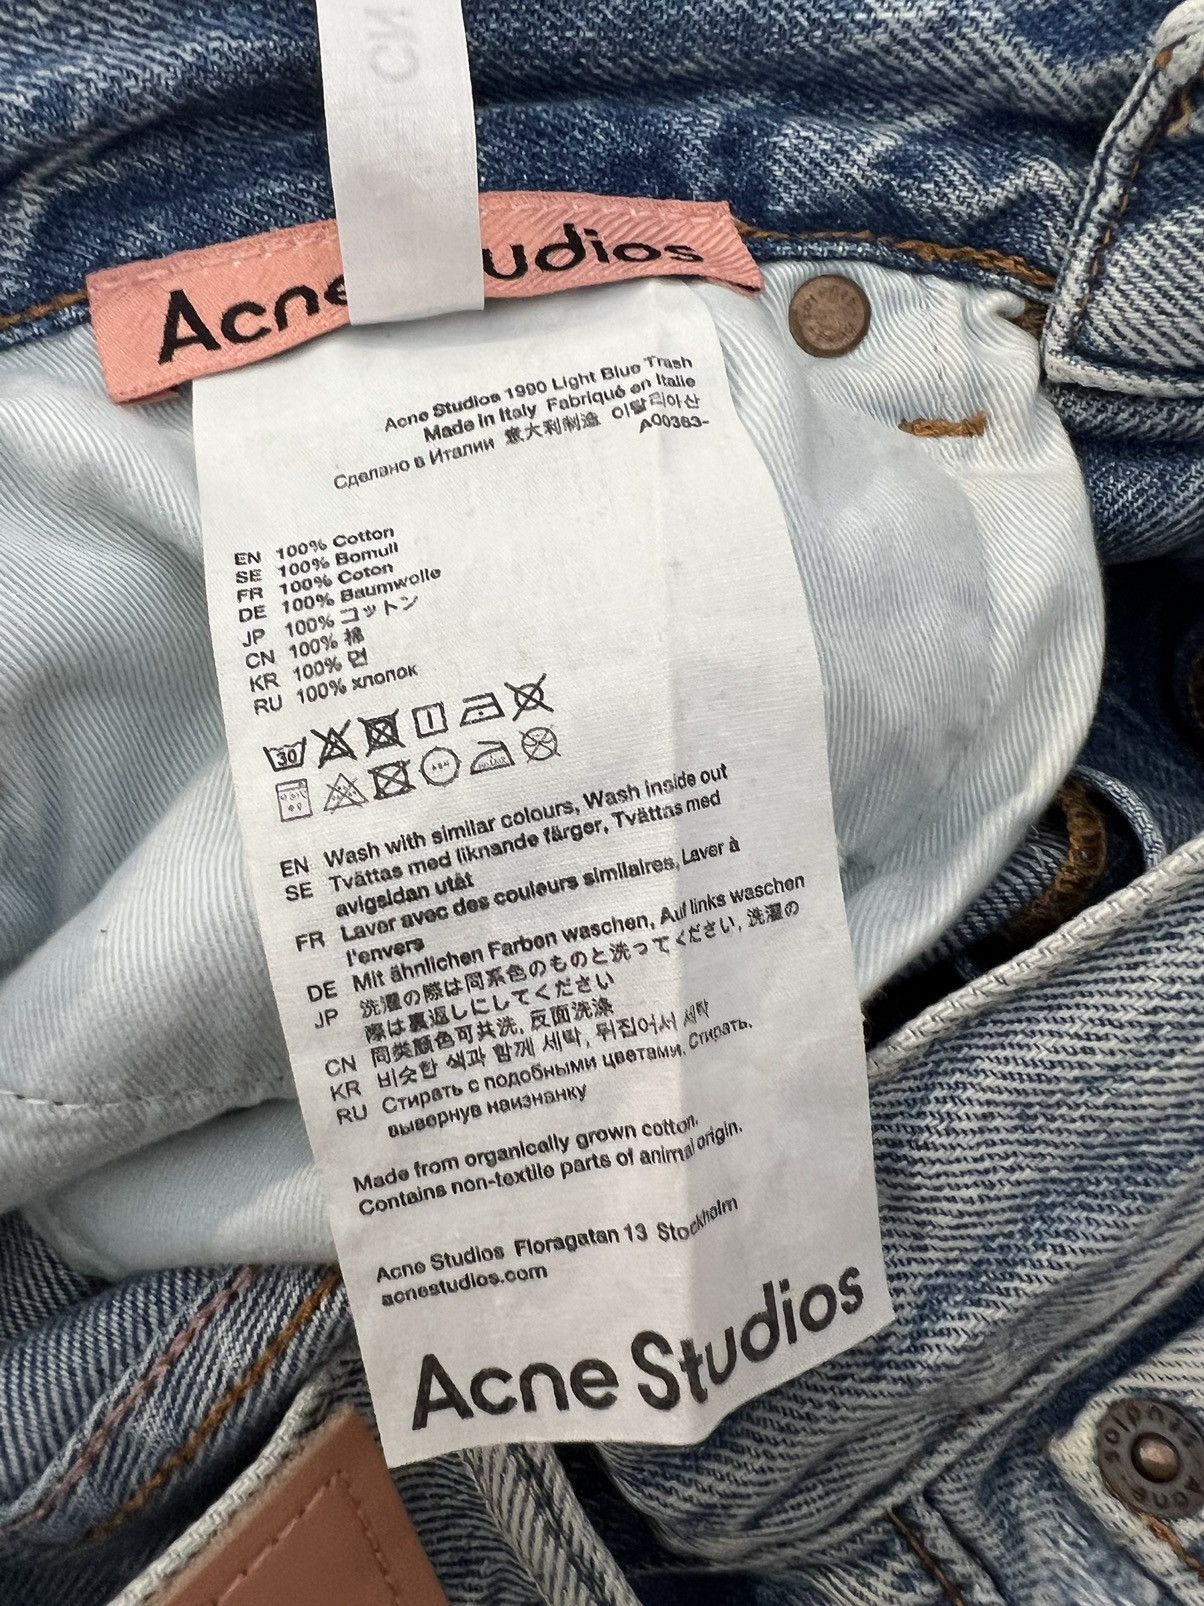 CN
Acne Studios
Acne Studios 1990 Light Blue Trash
Made in Italy Fabriqué en Italie
Сделано в Италии 意大利制造 이탈리아산
A00383-
EN 100% Cotton
SE 100% Bomull
FR 100% Coton
DE 100% Baumwolle
JP 100% コットン
CN 100% 棉
KR 100% 면
RU 100% хлопок
30
EN Wash with similar colours, Wash inside out
SE Tvättas med liknande färger, Tvättas med
avigsidan utåt
FR Laver avec des couleurs similaires, Laver à
l'envers
DE Mit ähnlichen Farben waschen, Auf links waschen
JP 洗濯の際は同系色のものと洗ってください, 洗濯の
際は裏返しにしてください
CN 同类颜色可共洗, 反面洗涤
KR 비슷한 색과 함께 세탁, 뒤집어서 세탁
RU Стирать с подобными цветами, Стирать,
вывернув наизнанку
Made from organically grown cotton.
Contains non-textile parts of animal origin.
Acne Studios Floragatan 13 Stockholm
acnestudios.com
Acne Studios
Acne Studios